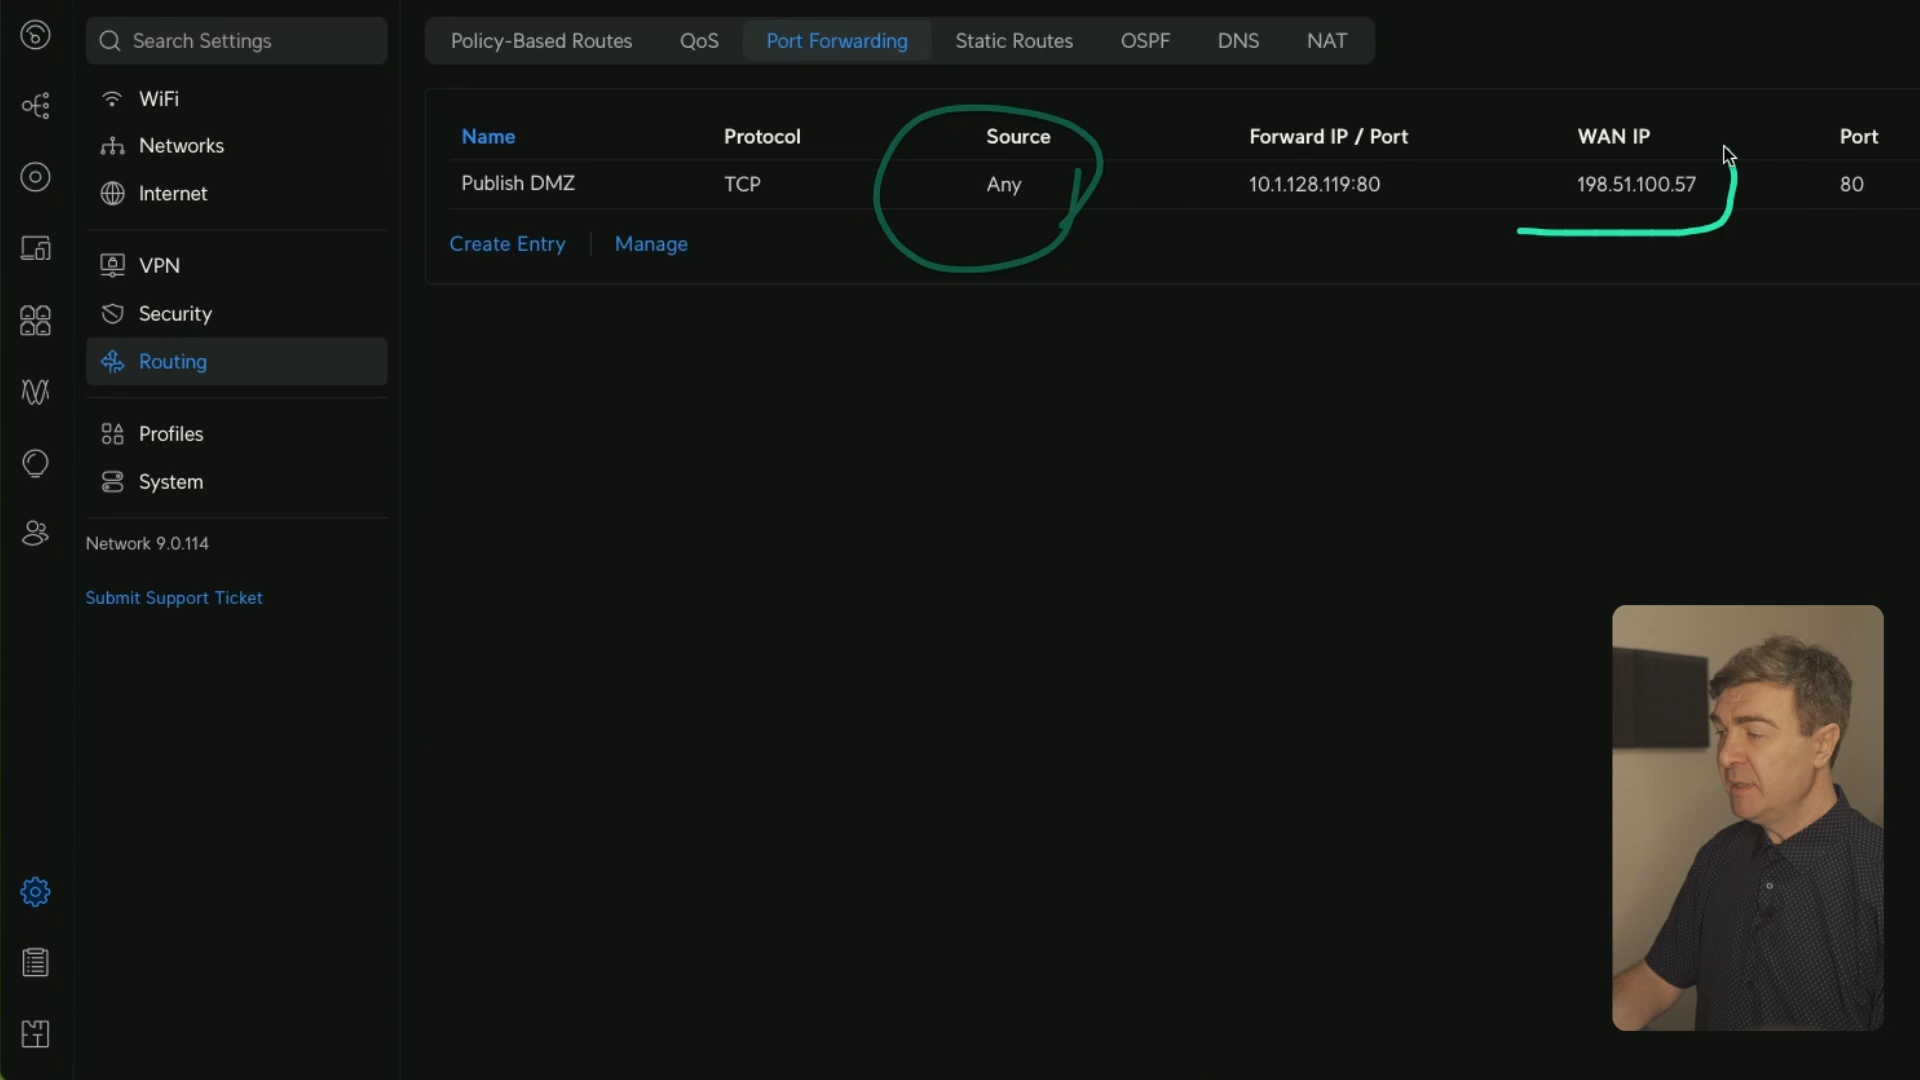 Search Settings
WiFi
Networks
Internet
VPN
Security
Routing
Profiles
System
Network 9.0.114
Submit Support Ticket
Policy-Based Routes QoS Port Forwarding Static Routes OSPF DNS NAT
Name Protocol Source Forward IP / Port WAN IP Port
Publish DMZ TCP Any 10.1.128.119:80 198.51.100.57 80
Create Entry Manage